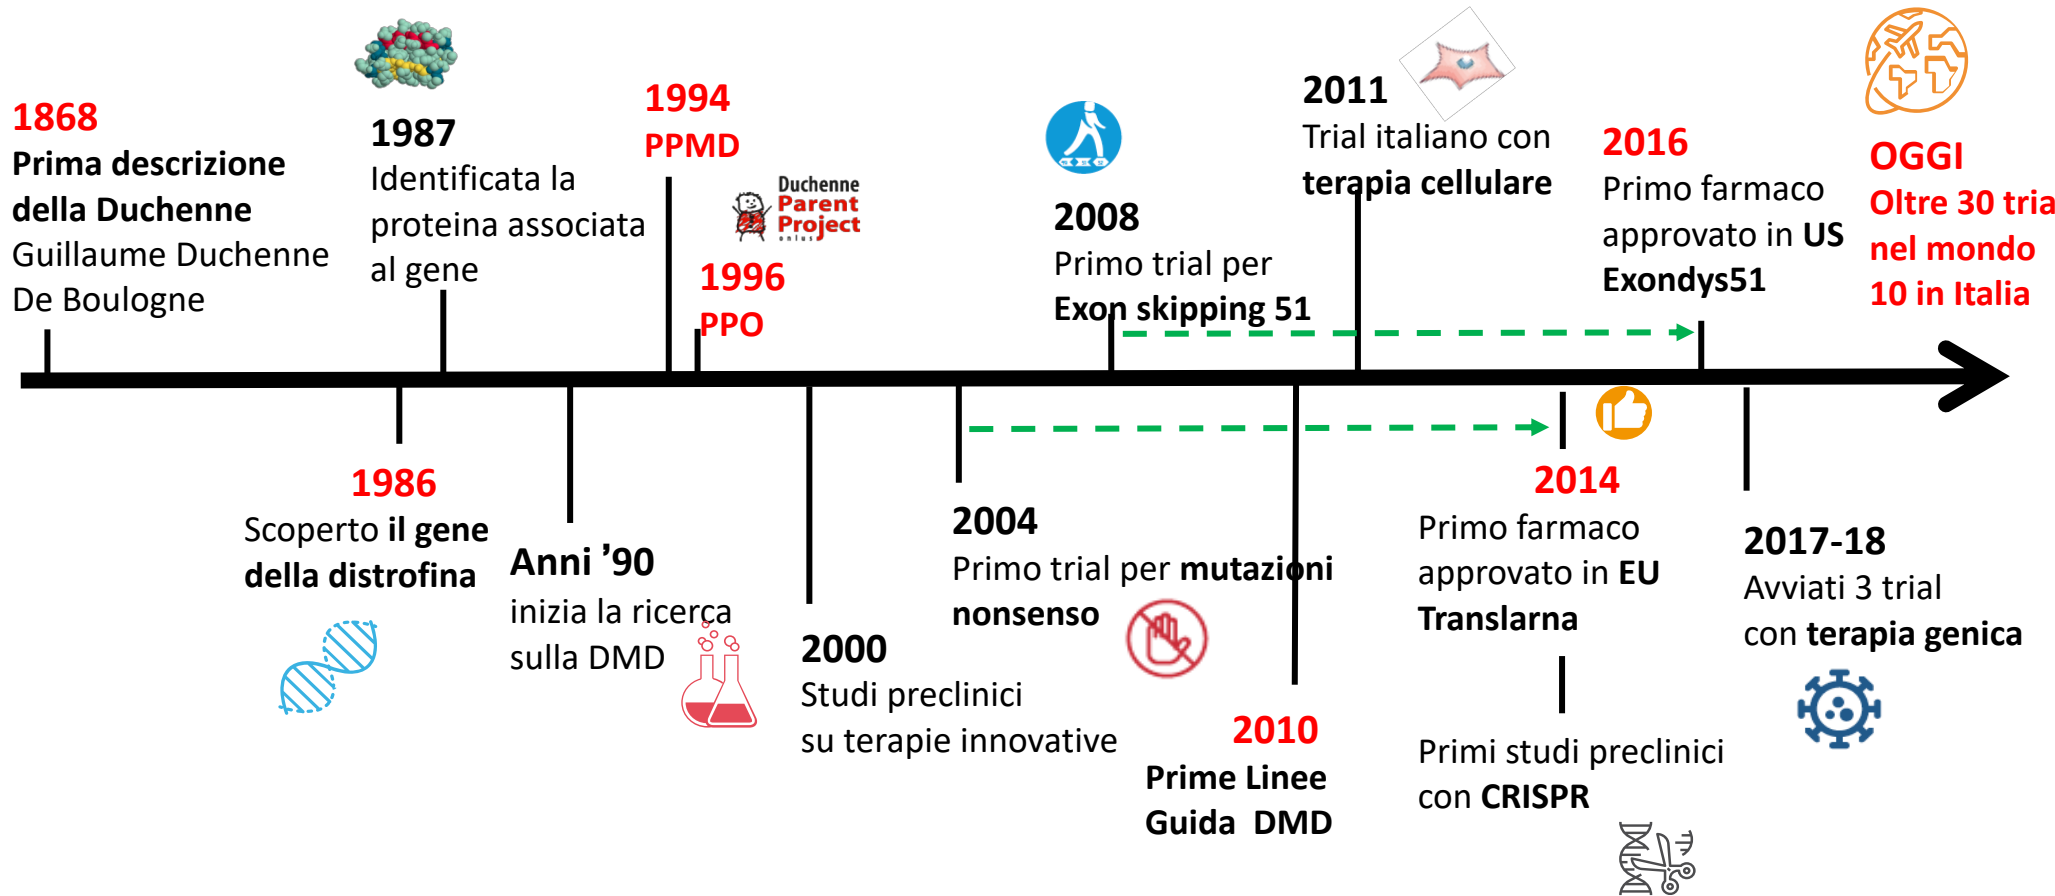 1868
Prima descrizione
della Duchenne
Guillaume Duchenne
De Boulogne
1987
Identificata la
proteina associata
al gene
1994
PPMD
Duchenne
Parent
Project
onlus
1996
PPO
2008
Primo trial per
Exon skipping 51
2011
Trial italiano con
terapia cellulare
2016
Primo farmaco
approvato in US
Exondys51
OGGI
Oltre 30 tria
nel mondo
10 in Italia
1986
Scoperto il gene
della distrofina
Anni ’90
inizia la ricerca
sulla DMD
2000
Studi preclinici
su terapie innovative
2004
Primo trial per mutazioni
nonsenso
2010
Prime Linee
Guida DMD
2014
Primo farmaco
approvato in EU
Translarna
Primi studi preclinici
con CRISPR
2017-18
Avviati 3 trial
con terapia genica